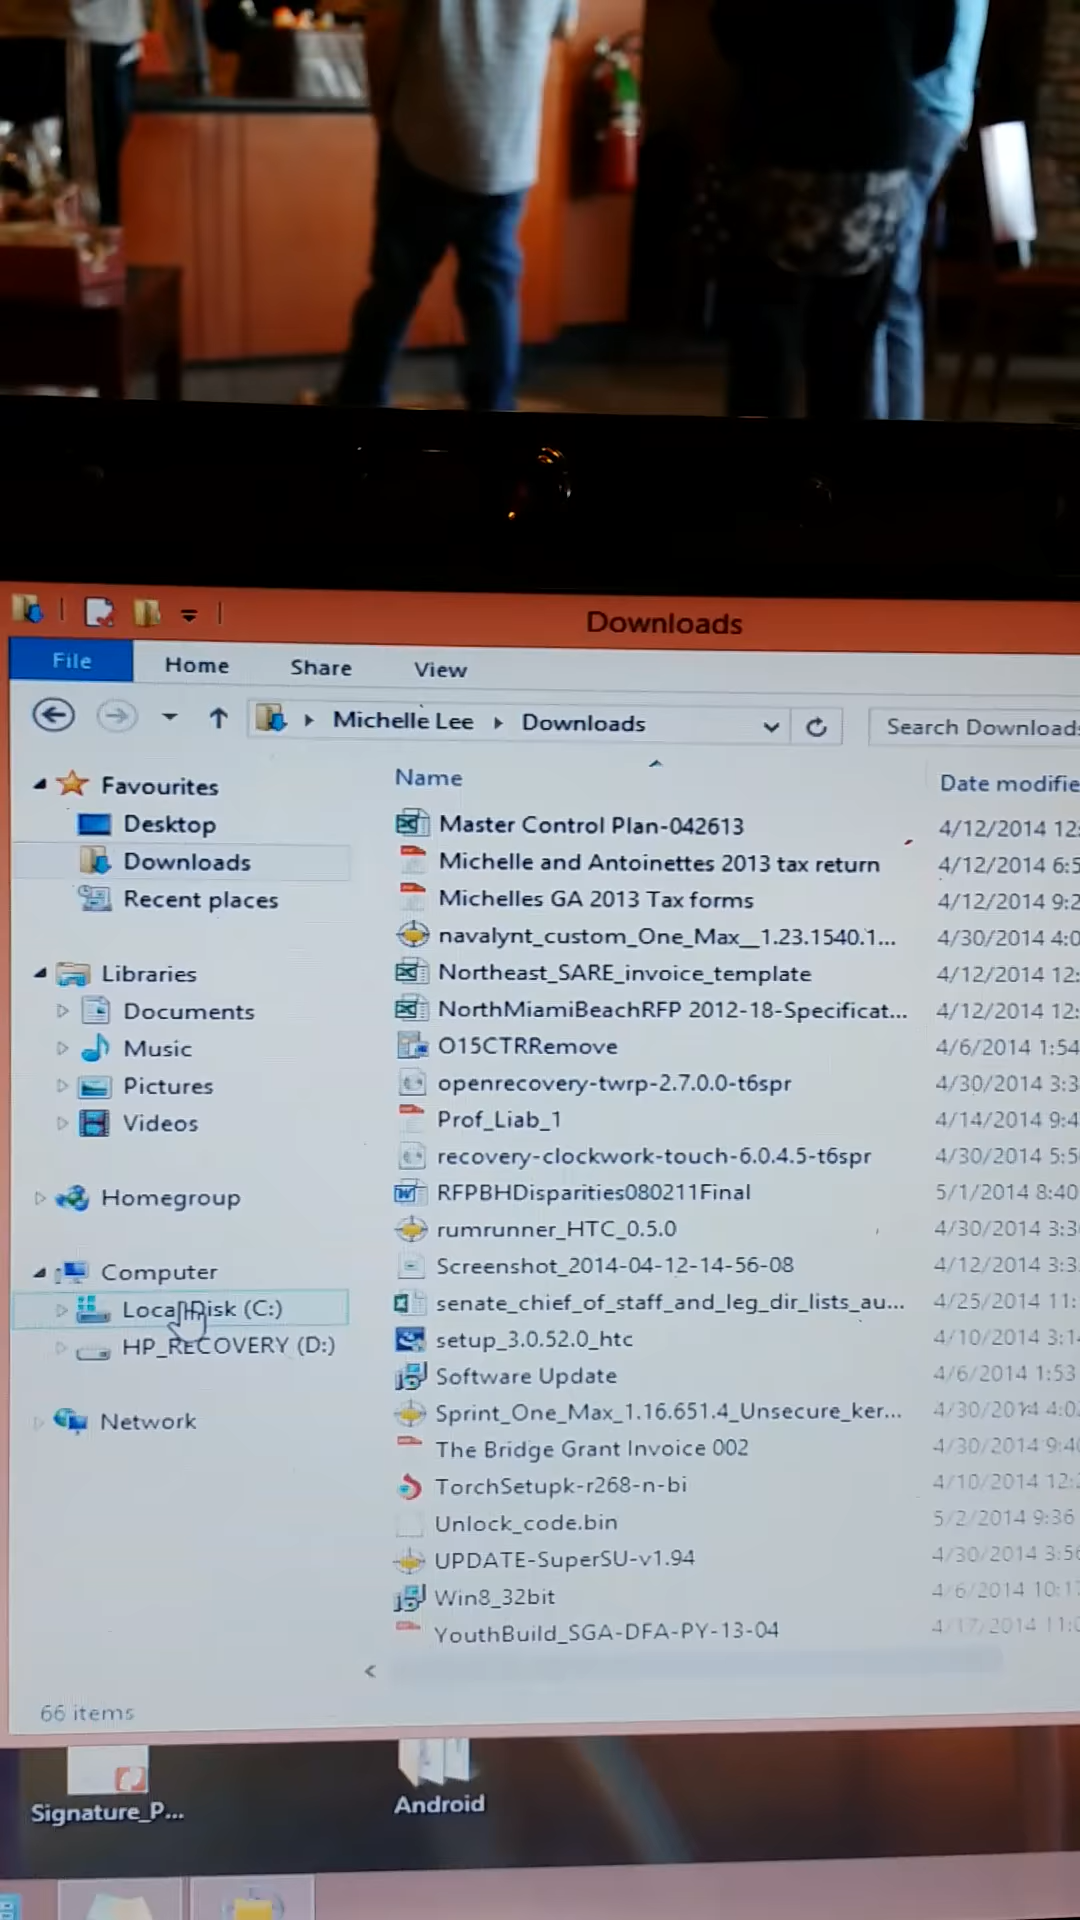 Downloads
File Home Share View
Michelle Lee Downloads Search Downloads
Name Date modifie
Favourites
Desktop
Downloads
Recent places
Libraries
Documents
Music
Pictures
Videos
Homegroup
Computer
Local Disk (C:)
HP_RECOVERY (D:)
Network
Master Control Plan-042613 4/12/2014 12:
Michelle and Antoinettes 2013 tax return 4/12/2014 6:5
Michelles GA 2013 Tax forms 4/12/2014 9:2
navalynt_custom_One_Max__1.23.1540.1... 4/30/2014 4:0
Northeast_SARE_invoice_template 4/12/2014 12:
NorthMiamiBeachRFP 2012-18-Specificat... 4/12/2014 12:
O15CTRRemove 4/6/2014 1:54
openrecovery-twrp-2.7.0.0-t6spr 4/30/2014 3:3
Prof_Liab_1 4/14/2014 9:4
recovery-clockwork-touch-6.0.4.5-t6spr 4/30/2014 5:5
RFPBHDisparities080211Final 5/1/2014 8:40
rumrunner_HTC_0.5.0 4/30/2014 3:3
Screenshot_2014-04-12-14-56-08 4/12/2014 3:3
senate_chief_of_staff_and_leg_dir_lists_au... 4/25/2014 11:
setup_3.0.52.0_htc 4/10/2014 3:14
Software Update 4/6/2014 1:53
Sprint_One_Max_1.16.651.4_Unsecure_ker... 4/30/2014 4:0
The Bridge Grant Invoice 002 4/30/2014 9:4
TorchSetupk-r268-n-bi 4/10/2014 12:
Unlock_code.bin 5/2/2014 9:36
UPDATE-SuperSU-v1.94 4/30/2014 3:56
Win8_32bit 4/6/2014 10:1
YouthBuild_SGA-DFA-PY-13-04 4/17/2014 11:0
66 items
Signature_P...
Android